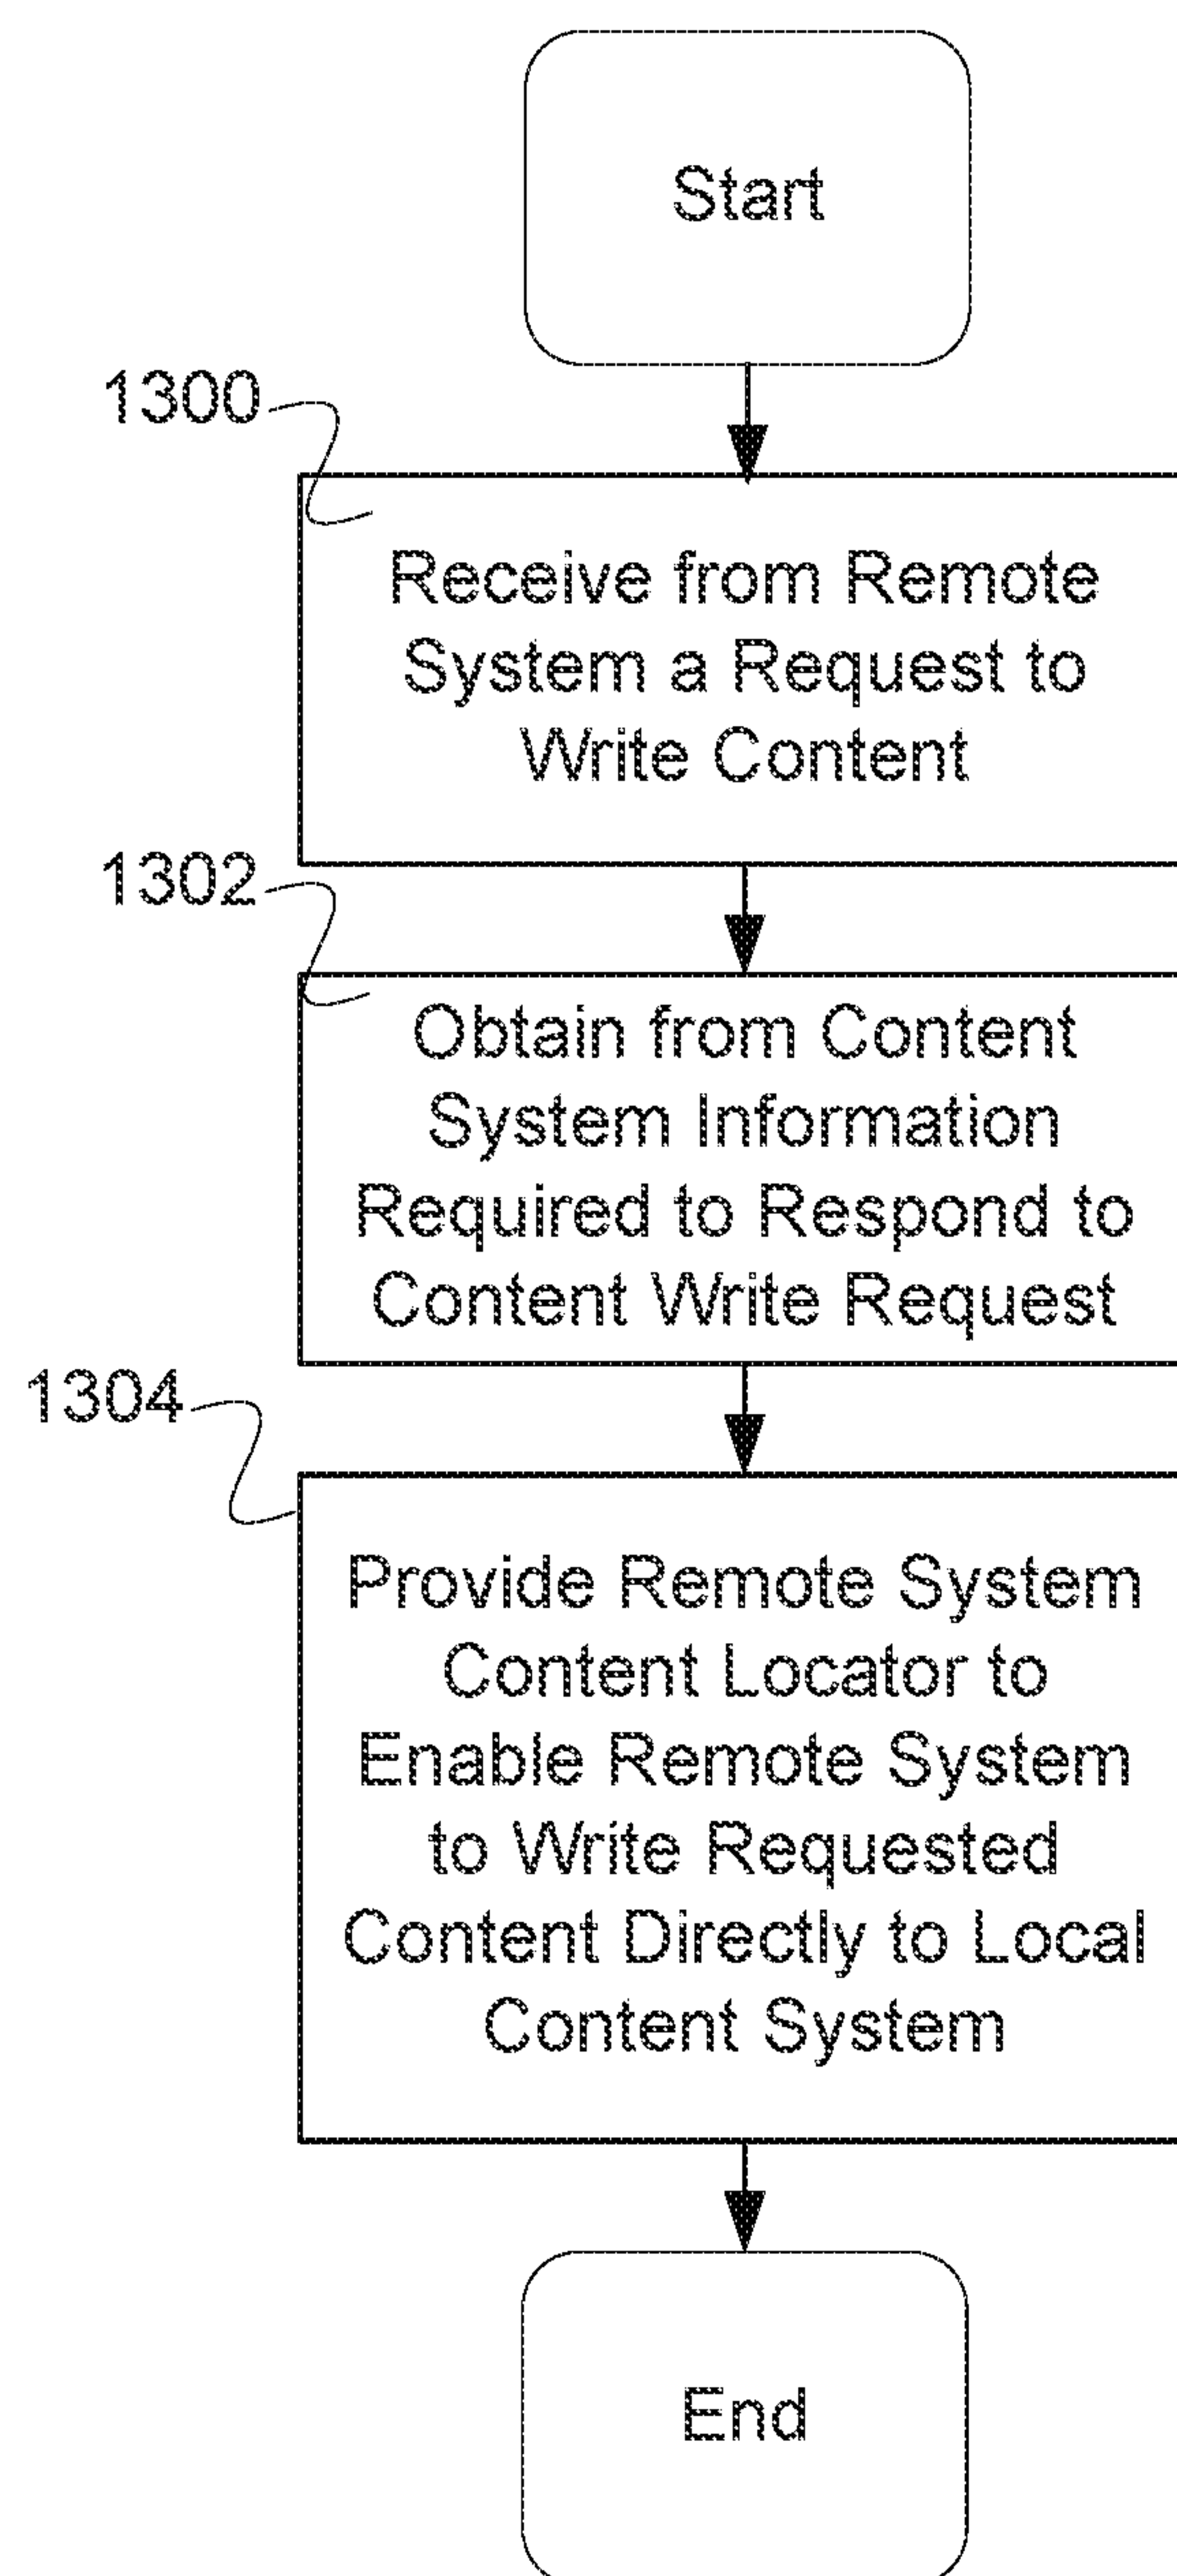 Start
1300
Receive from Remote
System a Request to
Write Content
1302
Obtain from Content
System Information
Required to Respond to
Content Write Request
1304
Provide Remote System
Content Locator to
Enable Remote System
to Write Requested
Content Directly to Local
Content System
End